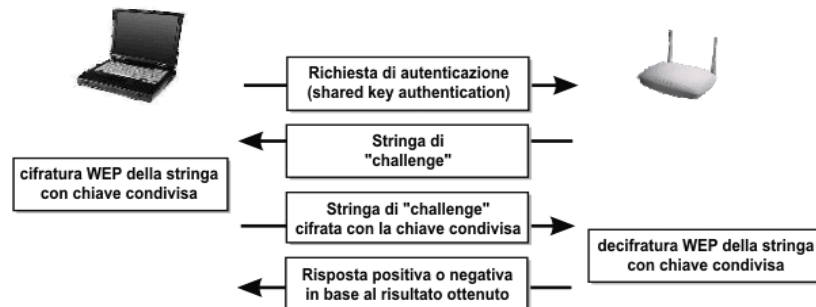 Richiesta di autenticazione
(shared key authentication)
Stringa di
"challenge"
cifratura WEP della stringa
con chiave condivisa
Stringa di "challenge"
cifrata con la chiave condivisa
decifratura WEP della stringa
con chiave condivisa
Risposta positiva o negativa
in base al risultato ottenuto